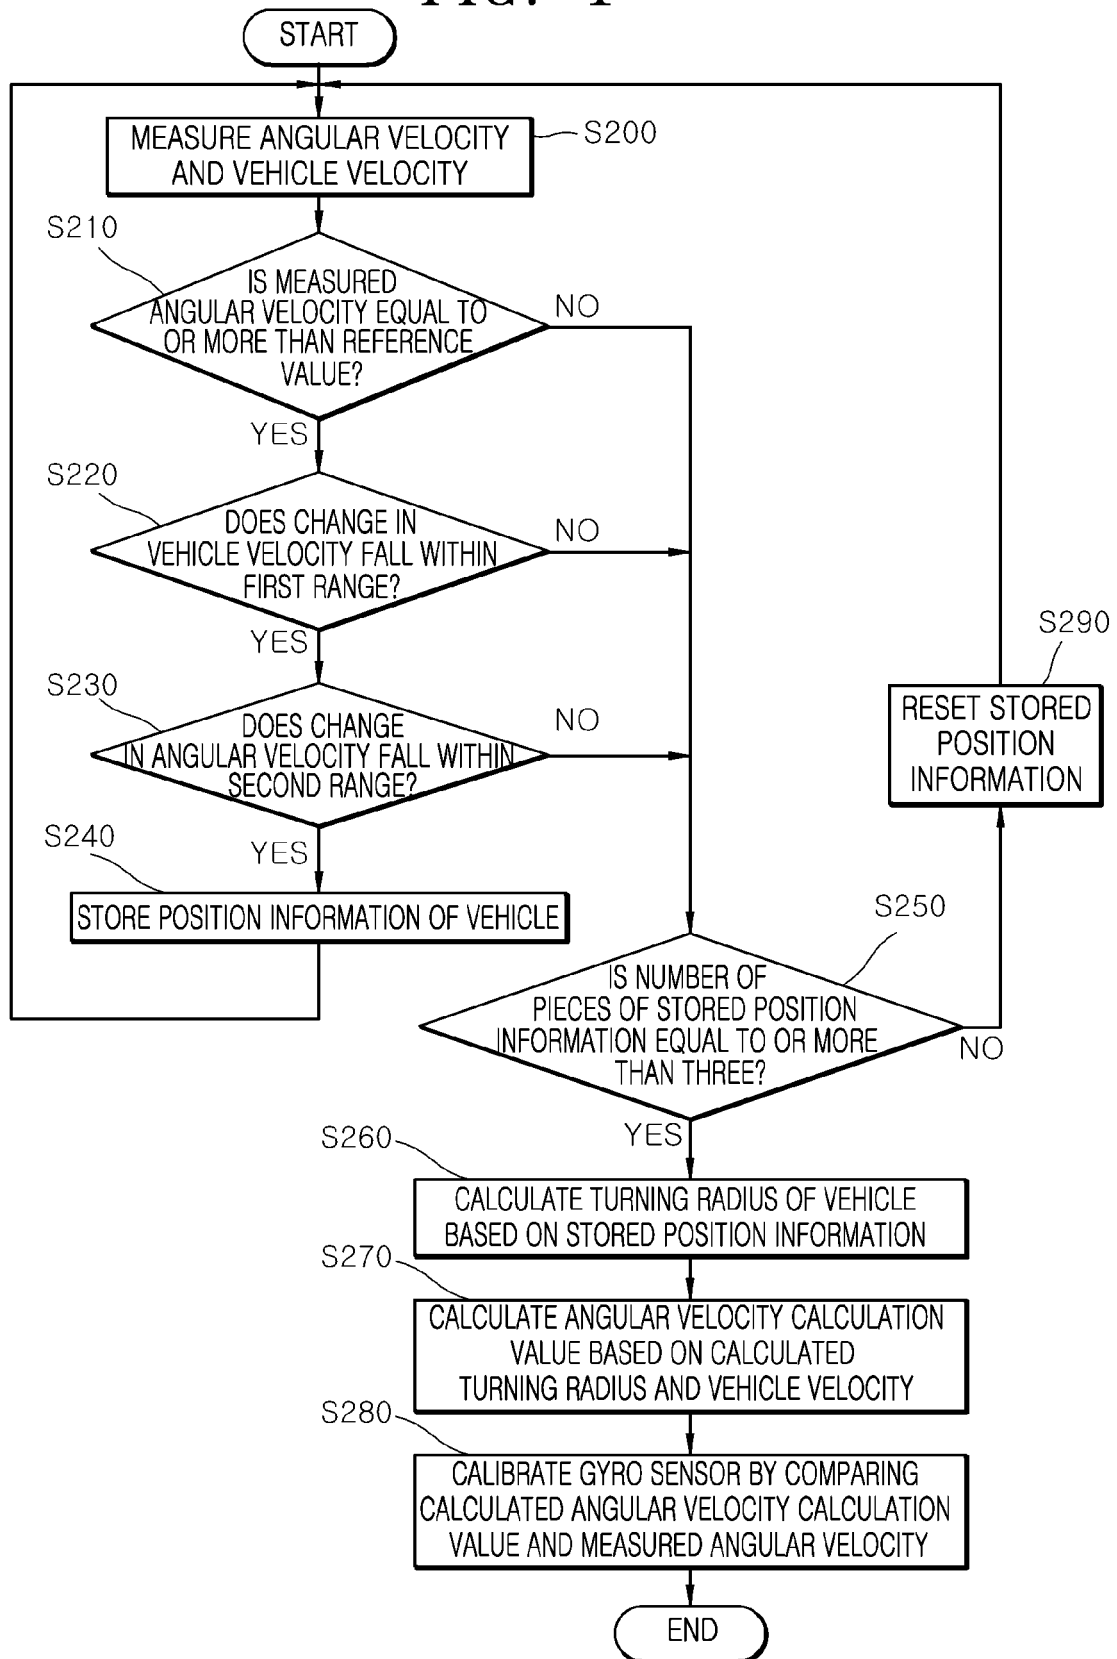 START
MEASURE ANGULAR VELOCITY
AND VEHICLE VELOCITY
S200
S210
IS MEASURED
ANGULAR VELOCITY EQUAL TO
OR MORE THAN REFERENCE
VALUE?
NO
YES
S220
DOES CHANGE IN
VEHICLE VELOCITY FALL WITHIN
FIRST RANGE?
NO
YES
S230
DOES CHANGE
IN ANGULAR VELOCITY FALL WITHIN
SECOND RANGE?
NO
YES
S240
STORE POSITION INFORMATION OF VEHICLE
S290
RESET STORED
POSITION
INFORMATION
S250
IS NUMBER OF
PIECES OF STORED POSITION
INFORMATION EQUAL TO OR MORE
THAN THREE?
NO
YES
S260
CALCULATE TURNING RADIUS OF VEHICLE
BASED ON STORED POSITION INFORMATION
S270
CALCULATE ANGULAR VELOCITY CALCULATION
VALUE BASED ON CALCULATED
TURNING RADIUS AND VEHICLE VELOCITY
S280
CALIBRATE GYRO SENSOR BY COMPARING
CALCULATED ANGULAR VELOCITY CALCULATION
VALUE AND MEASURED ANGULAR VELOCITY
END